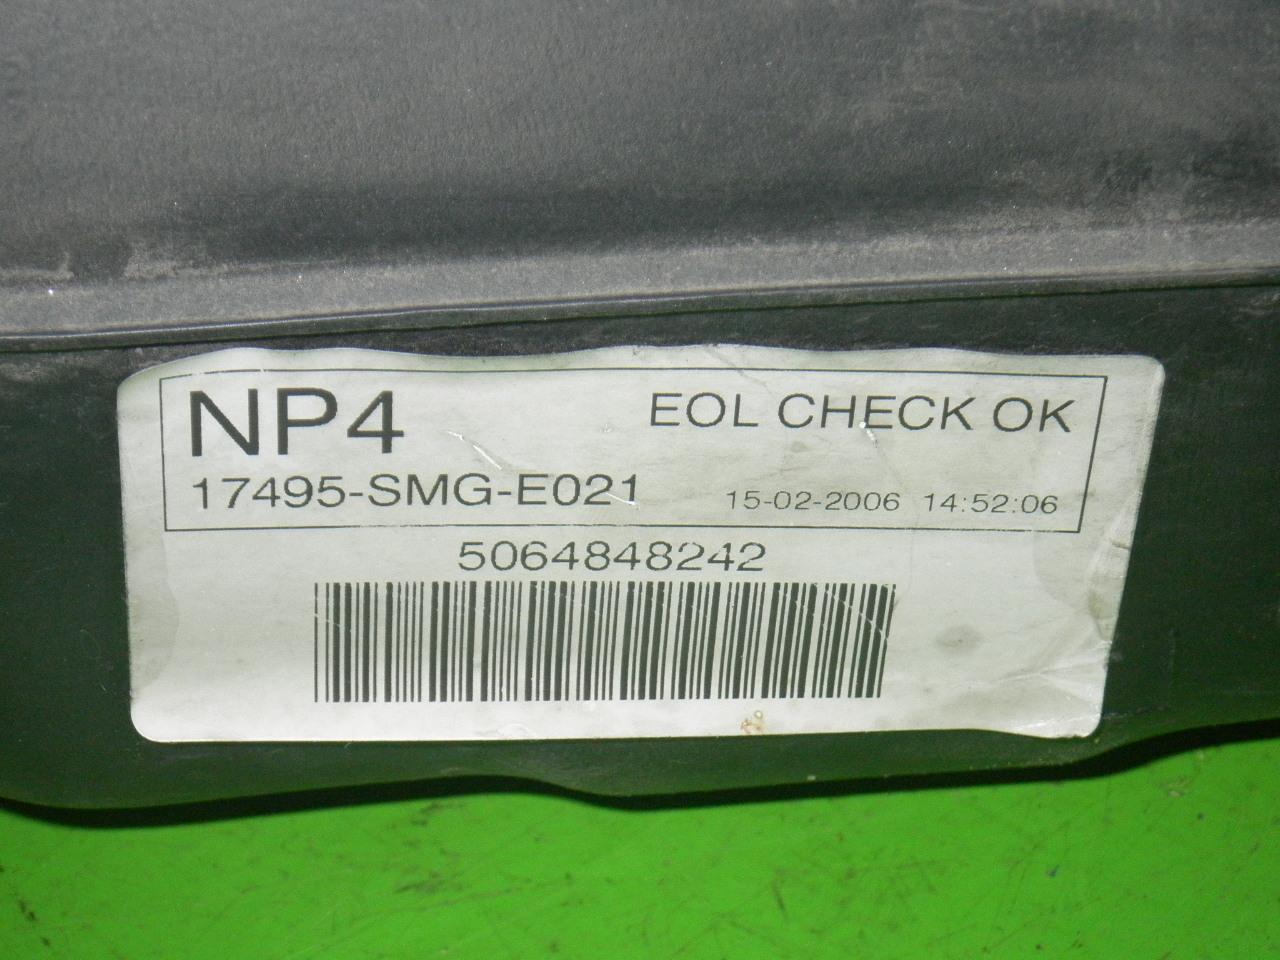 NP4
EOL CHECK OK
17495-SMG-E021
15-02-2006 14:52:06
5064848242